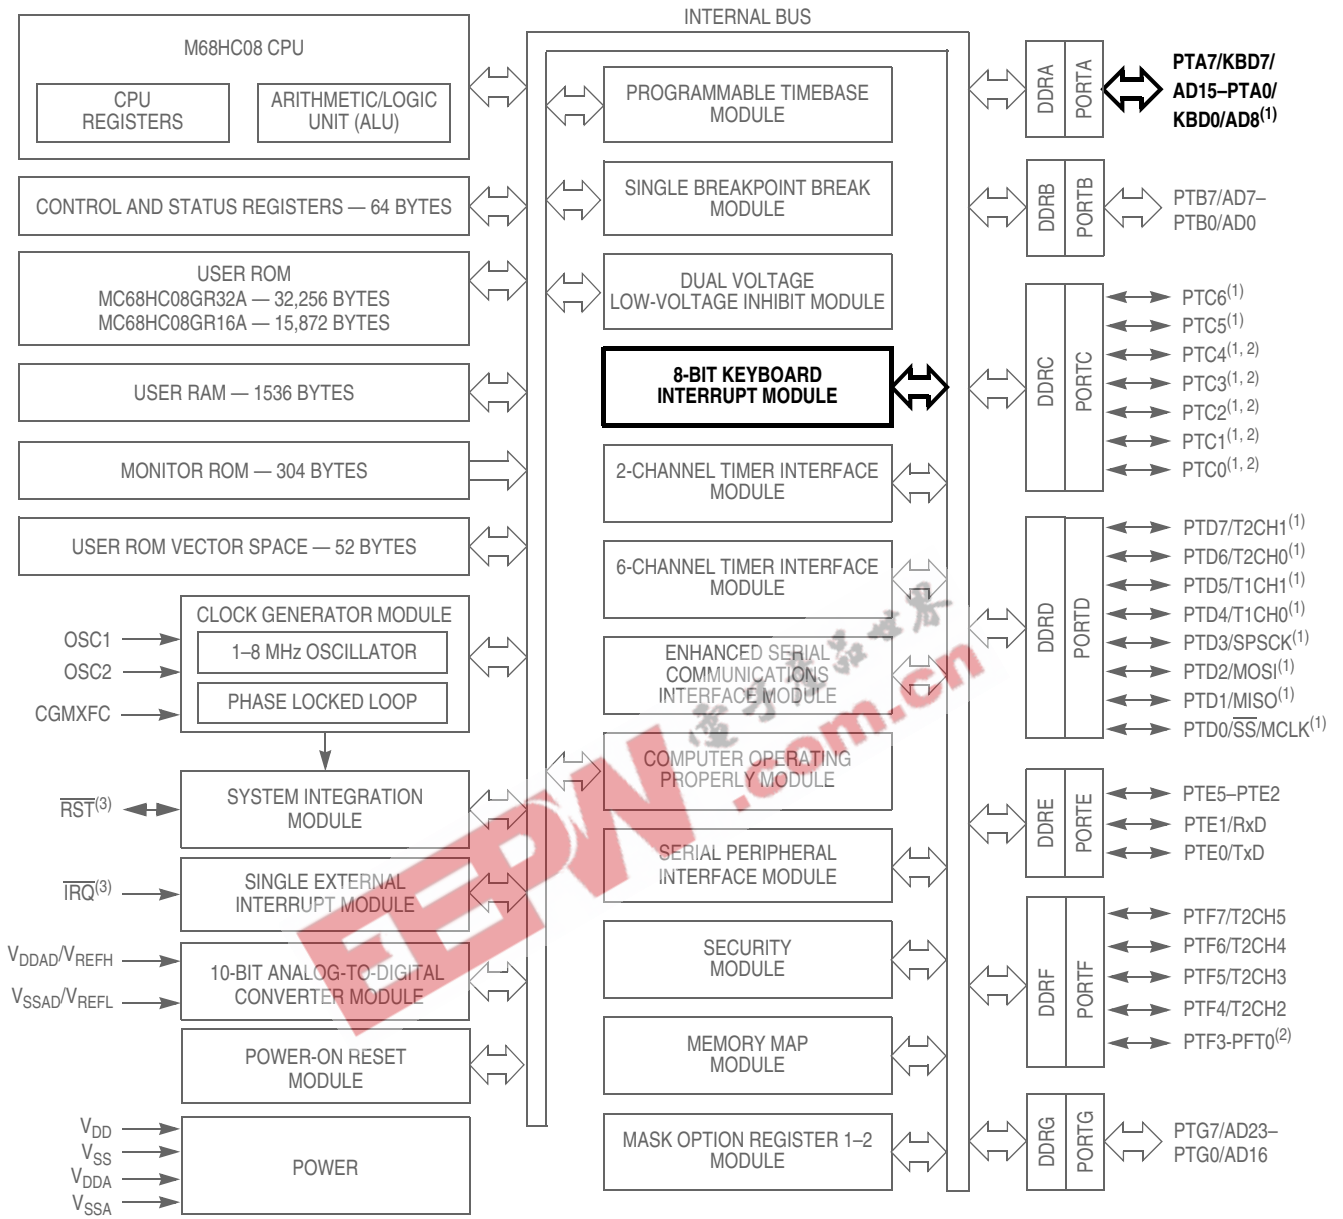 INTERNAL BUS
M68HC08 CPU
CPU
REGISTERS
ARITHMETIC/LOGIC
UNIT (ALU)
CONTROL AND STATUS REGISTERS — 64 BYTES
USER ROM
MC68HC08GR32A — 32,256 BYTES
MC68HC08GR16A — 15,872 BYTES
USER RAM — 1536 BYTES
MONITOR ROM — 304 BYTES
USER ROM VECTOR SPACE — 52 BYTES
CLOCK GENERATOR MODULE
1–8 MHz OSCILLATOR
PHASE LOCKED LOOP
OSC1
OSC2
CGMXFC
SYSTEM INTEGRATION
MODULE
RST(3)
SINGLE EXTERNAL
INTERRUPT MODULE
IRQ(3)
10-BIT ANALOG-TO-DIGITAL
CONVERTER MODULE
VDDAD/VREFH
VSSAD/VREFL
POWER-ON RESET
MODULE
POWER
VDD
VSS
VDDA
VSSA
PROGRAMMABLE TIMEBASE
MODULE
SINGLE BREAKPOINT BREAK
MODULE
DUAL VOLTAGE
LOW-VOLTAGE INHIBIT MODULE
8-BIT KEYBOARD
INTERRUPT MODULE
2-CHANNEL TIMER INTERFACE
MODULE
6-CHANNEL TIMER INTERFACE
MODULE
ENHANCED SERIAL
COMMUNICATIONS
INTERFACE MODULE
COMPUTER OPERATING
PROPERLY MODULE
SERIAL PERIPHERAL
INTERFACE MODULE
SECURITY
MODULE
MEMORY MAP
MODULE
MASK OPTION REGISTER 1–2
MODULE
DDRA
PORTA
PTA7/KBD7/
AD15–PTA0/
KBD0/AD8(1)
DDRB
PORTB
PTB7/AD7–
PTB0/AD0
DDRC
PORTC
PTC6(1)
PTC5(1)
PTC4(1, 2)
PTC3(1, 2)
PTC2(1, 2)
PTC1(1, 2)
PTC0(1, 2)
DDRD
PORTD
PTD7/T2CH1(1)
PTD6/T2CH0(1)
PTD5/T1CH1(1)
PTD4/T1CH0(1)
PTD3/SPSCK(1)
PTD2/MOSI(1)
PTD1/MISO(1)
PTD0/SS/MCLK(1)
DDRE
PORTE
PTE5–PTE2
PTE1/RxD
PTE0/TxD
DDRF
PORTF
PTF7/T2CH5
PTF6/T2CH4
PTF5/T2CH3
PTF4/T2CH2
PTF3-PFT0(2)
DDRG
PORTG
PTG7/AD23–
PTG0/AD16
電子產品世界
EEPW.com.cn